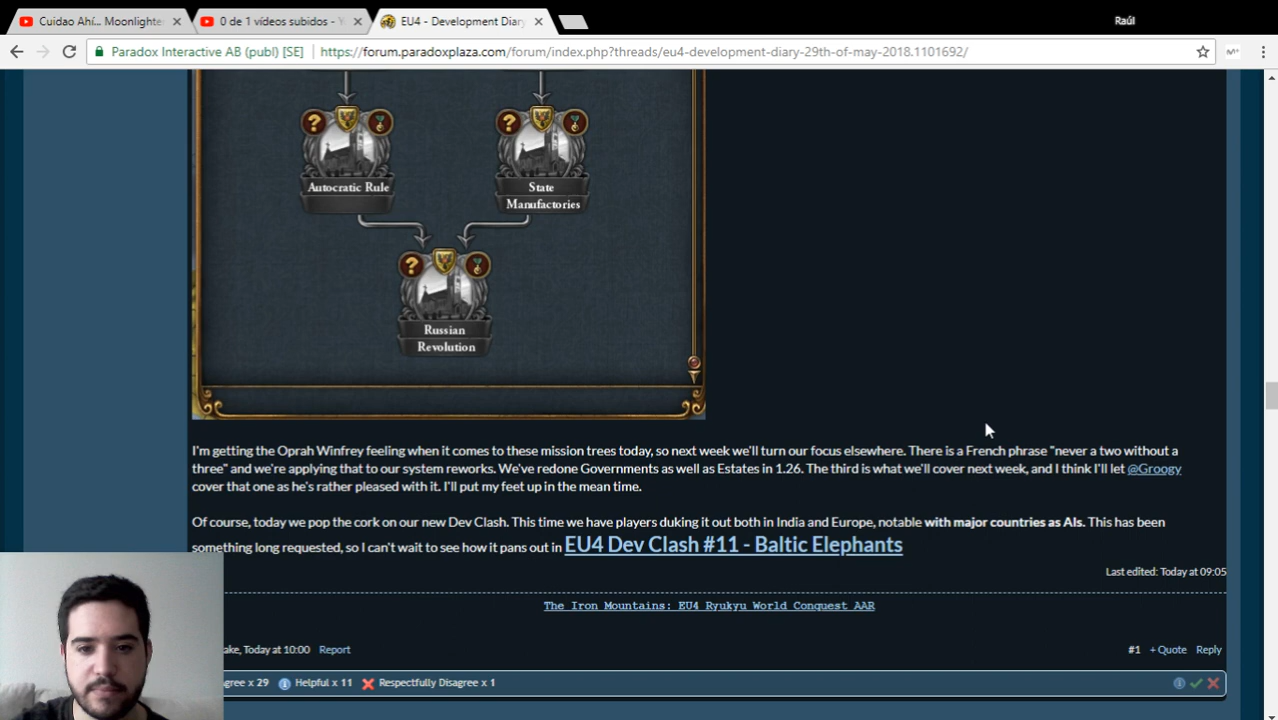 Cuidao Ahí... Moonlighte
0 de 1 vídeos subidos - Y
EU4 - Development Diary
Raúl
Paradox Interactive AB (publ) [SE]
https://forum.paradoxplaza.com/forum/index.php?threads/eu4-development-diary-29th-of-may-2018.1101692/
Autocratic Rule
State
Manufactories
Russian
Revolution
I'm getting the Oprah Winfrey feeling when it comes to these mission trees today, so next week we'll turn our focus elsewhere. There is a French phrase "never a two without a
three" and we're applying that to our system reworks. We've redone Governments as well as Estates in 1.26. The third is what we'll cover next week, and I think I'll let @Groogy
cover that one as he's rather pleased with it. I'll put my feet up in the mean time.
Of course, today we pop the cork on our new Dev Clash. This time we have players duking it out both in India and Europe, notable with major countries as AIs. This has been
something long requested, so I can't wait to see how it pans out in EU4 Dev Clash #11 - Baltic Elephants
Last edited: Today at 09:05
The Iron Mountains: EU4 Ryukyu World Conquest AAR
ake, Today at 10:00 Report
#1 + Quote Reply
gree x 29 Helpful x 11 Respectfully Disagree x 1